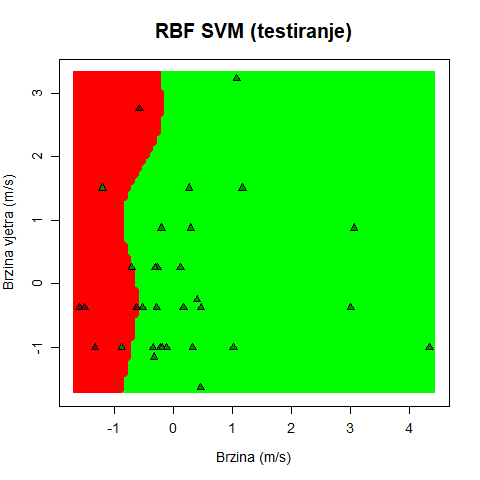 RBF SVM (testiranje)
Brzina vjetra (m/s)
3
2
1
0
-1
-1 0 1 2 3 4
Brzina (m/s)